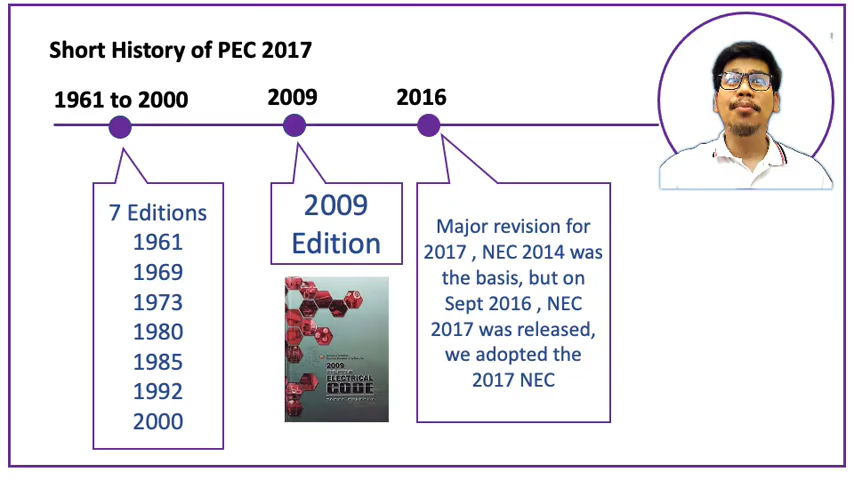 Short History of PEC 2017
1961 to 2000
2009
2016
7 Editions
1961
1969
1973
1980
1985
1992
2000
2009
Edition
Major revision for
2017 , NEC 2014 was
the basis, but on
Sept 2016 , NEC
2017 was released,
we adopted the
2017 NEC
2009
ELECTRICAL
CODE